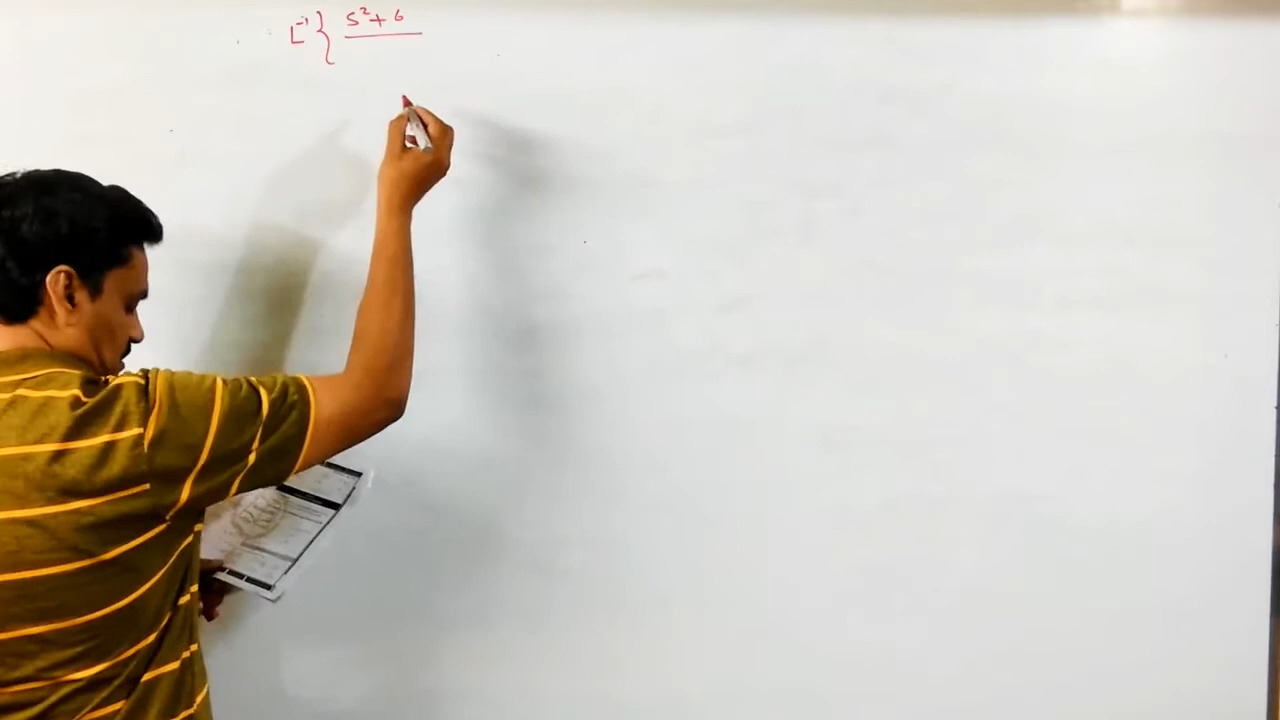 L⁻¹ { s² + 6